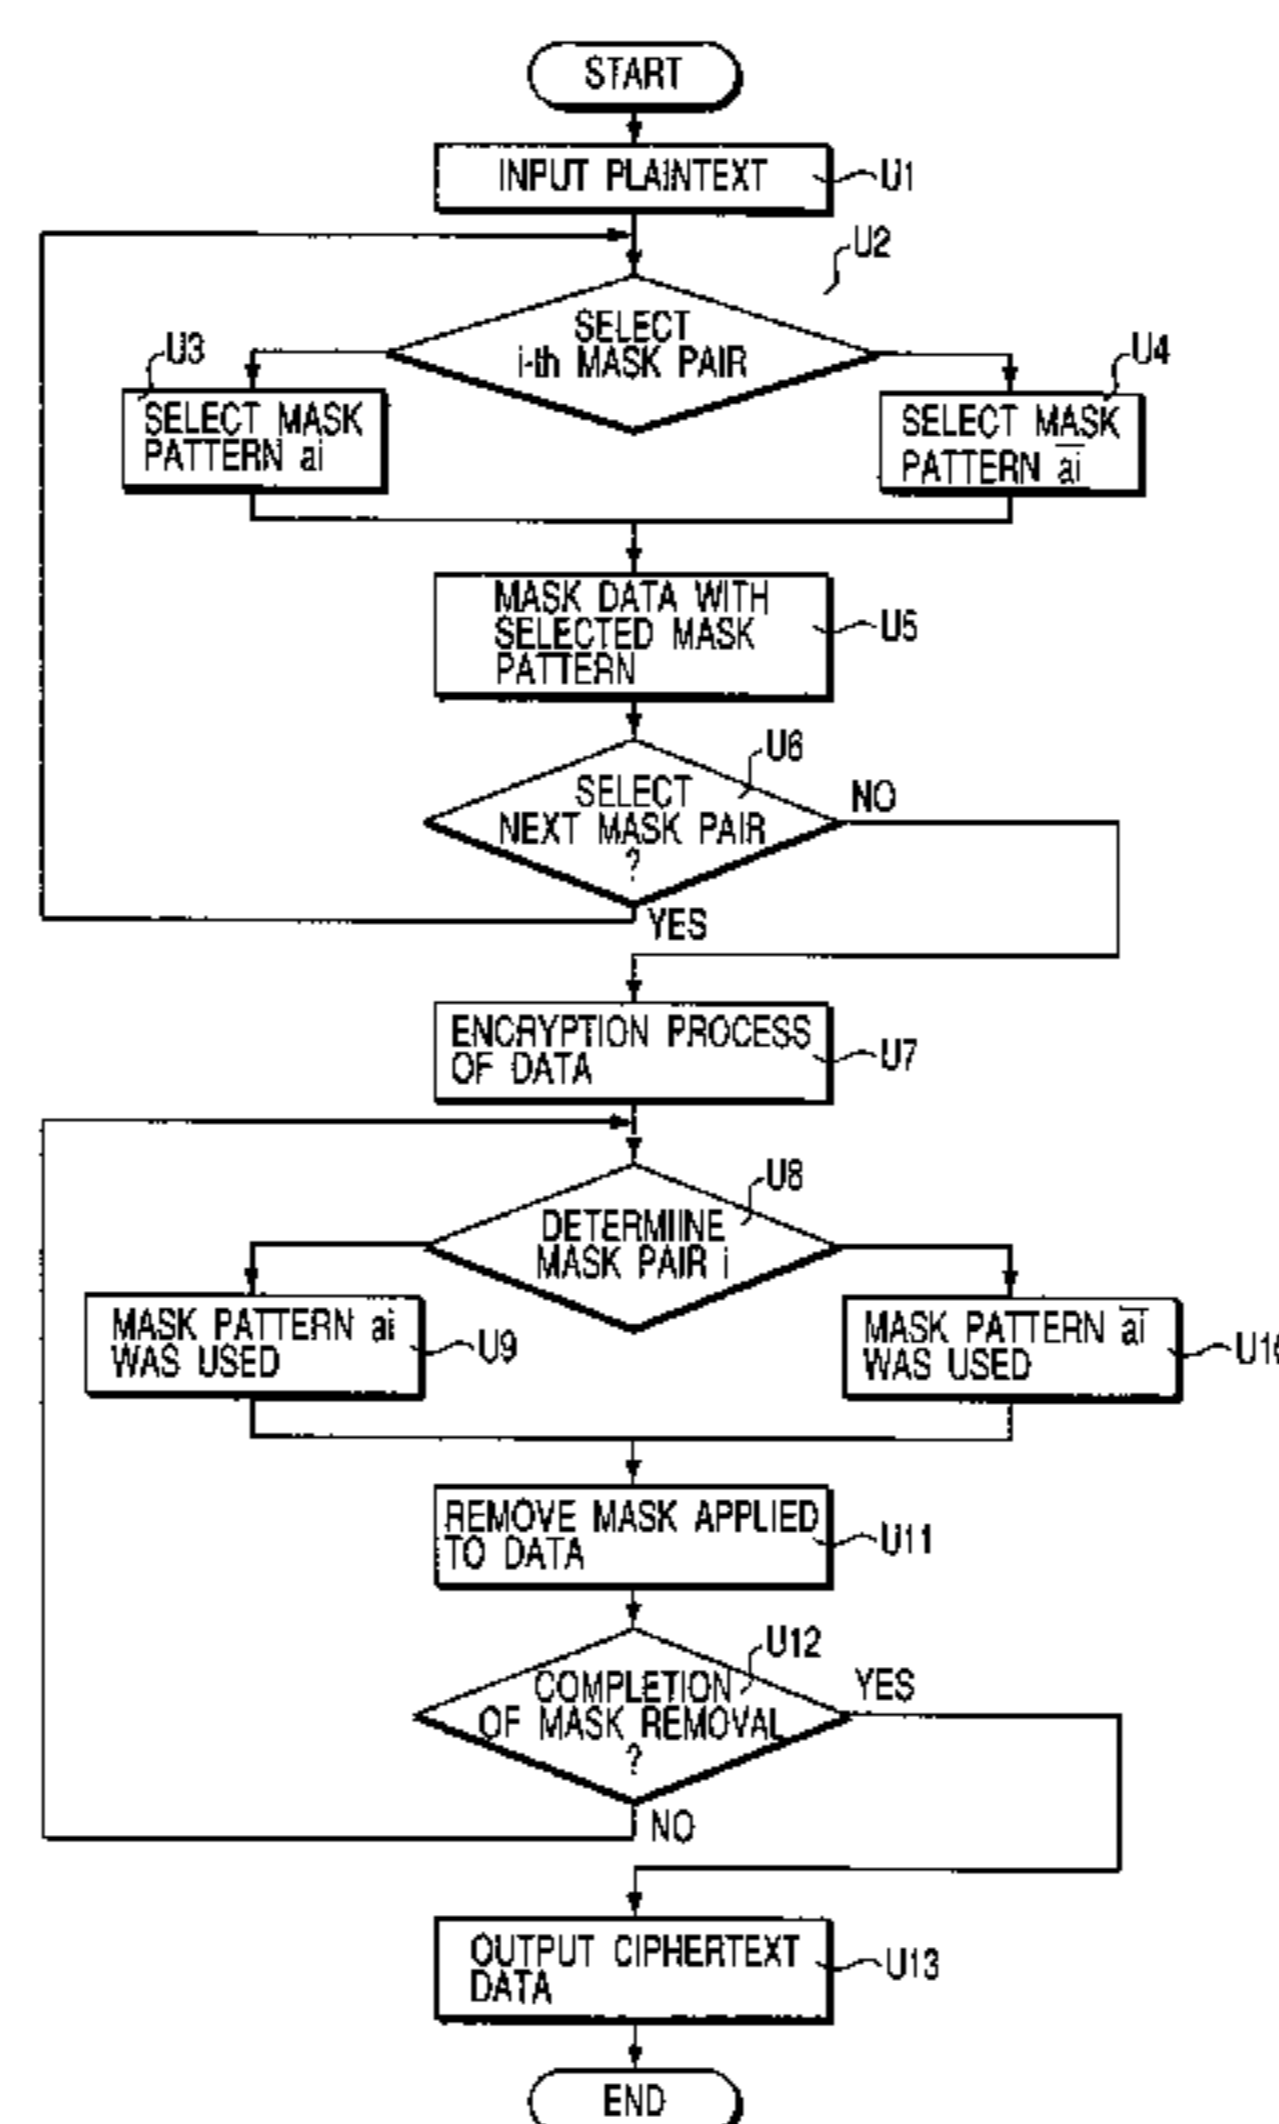 START
INPUT PLAINTEXT
U1
U2
SELECT
i-th MASK PAIR
U3
SELECT MASK
PATTERN ai
U4
SELECT MASK
PATTERN a̅i̅
MASK DATA WITH
SELECTED MASK
PATTERN
U5
U6
SELECT
NEXT MASK PAIR
?
NO
YES
ENCRYPTION PROCESS
OF DATA
U7
U8
DETERMIINE
MASK PAIR i
MASK PATTERN ai
WAS USED
U9
MASK PATTERN a̅i̅
WAS USED
REMOVE MASK APPLIED
TO DATA
U11
U12
COMPLETION
OF MASK REMOVAL
?
YES
NO
OUTPUT CIPHERTEXT
DATA
U13
END